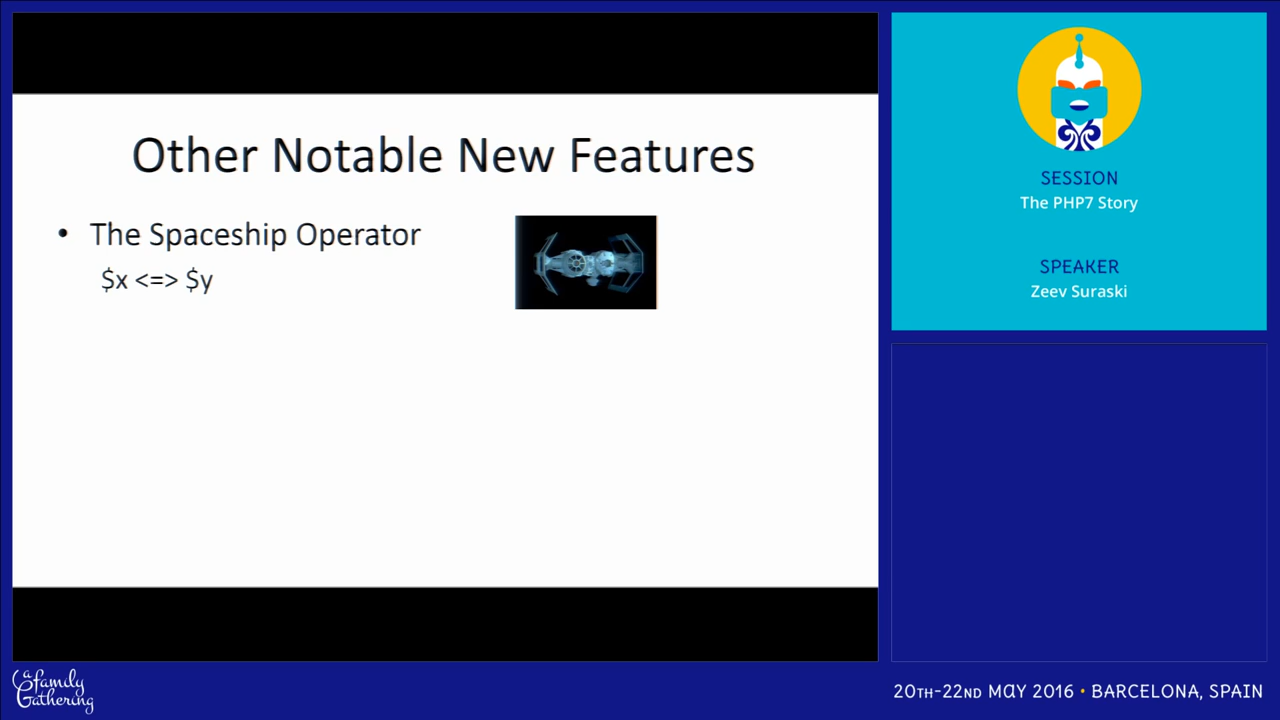 Other Notable New Features
• The Spaceship Operator
$x <=> $y
SESSION
The PHP7 Story
SPEAKER
Zeev Suraski
a family
Gathering
20TH-22ND MAY 2016 • BARCELONA, SPAIN